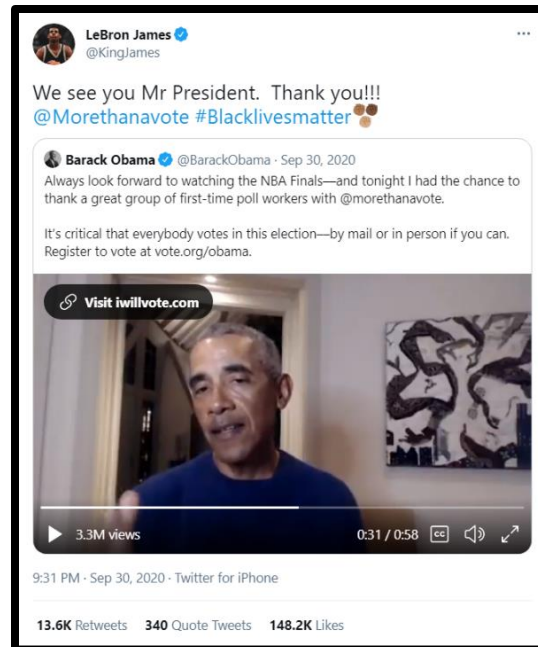 LeBron James
@KingJames
We see you Mr President. Thank you!!!
@Morethanavote #Blacklivesmatter
Barack Obama @BarackObama · Sep 30, 2020
Always look forward to watching the NBA Finals—and tonight I had the chance to
thank a great group of first-time poll workers with @morethanavote.
It's critical that everybody votes in this election—by mail or in person if you can.
Register to vote at vote.org/obama.
Visit iwillvote.com
3.3M views 0:31 / 0:58 CC
9:31 PM · Sep 30, 2020 · Twitter for iPhone
13.6K Retweets 340 Quote Tweets 148.2K Likes